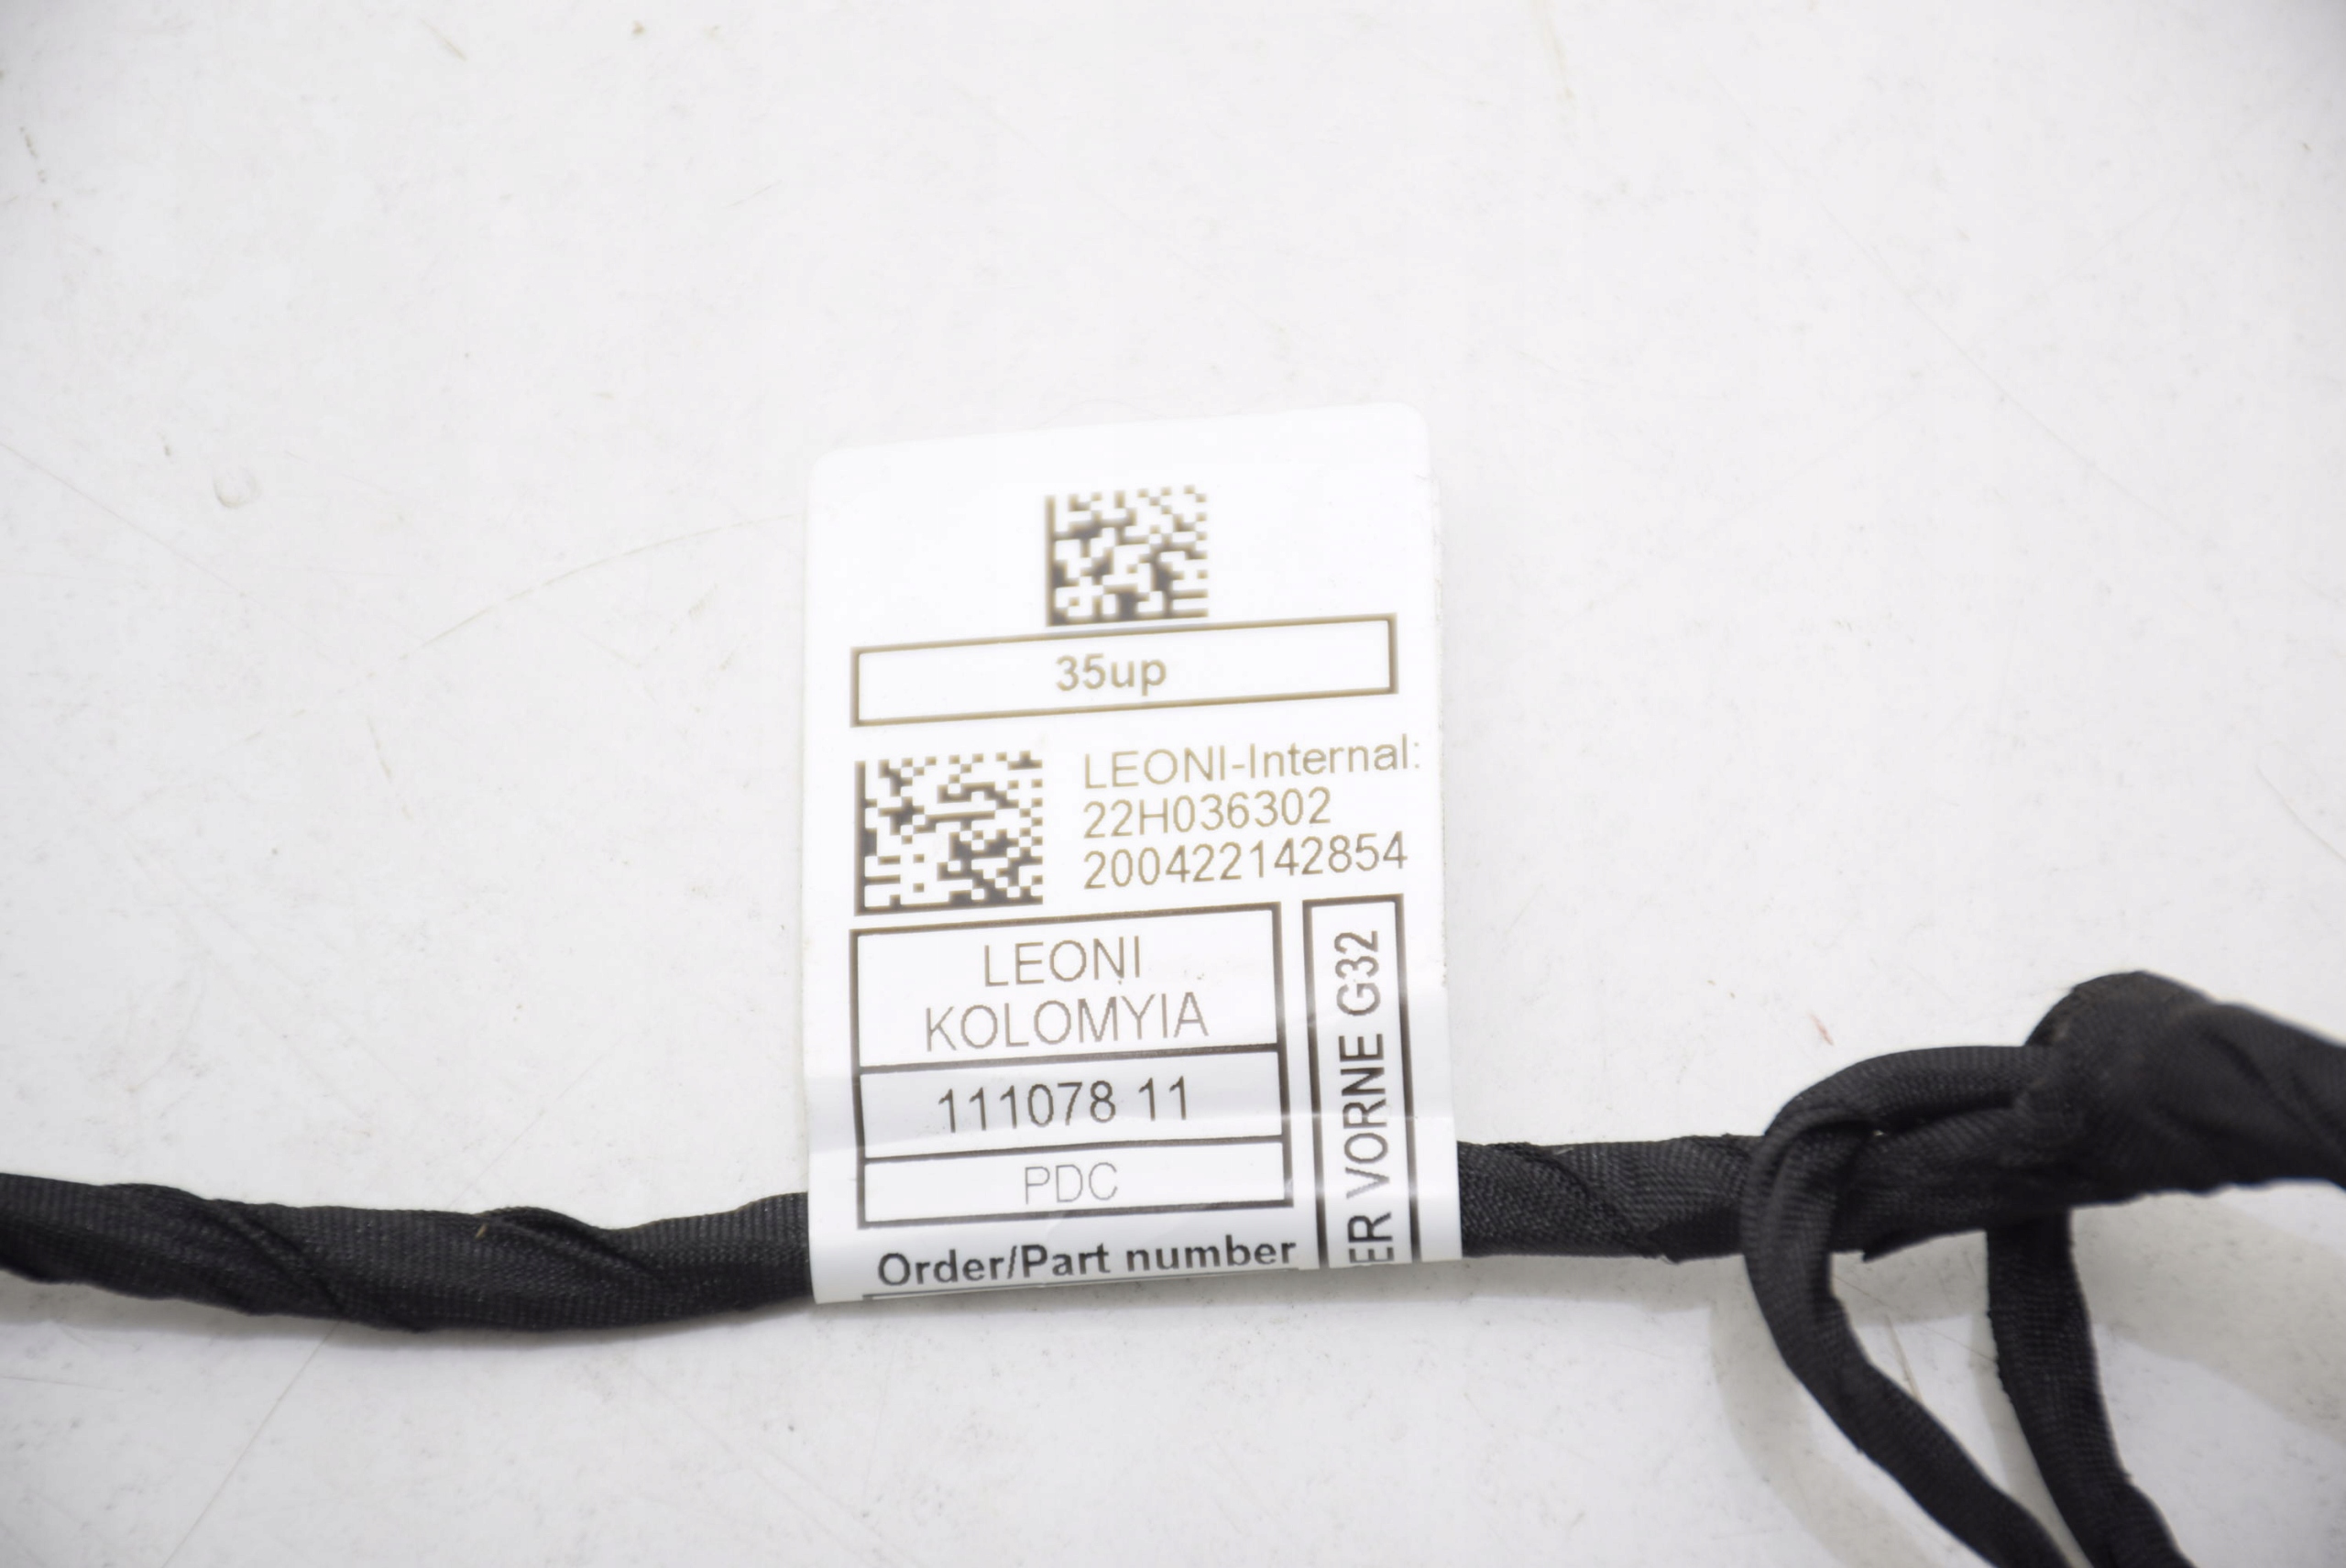 35up
LEONI-Internal:
22H036302
200422142854
LEONI
KOLOMYIA
111078 11
PDC
Order/Part number
ER VORNE G32